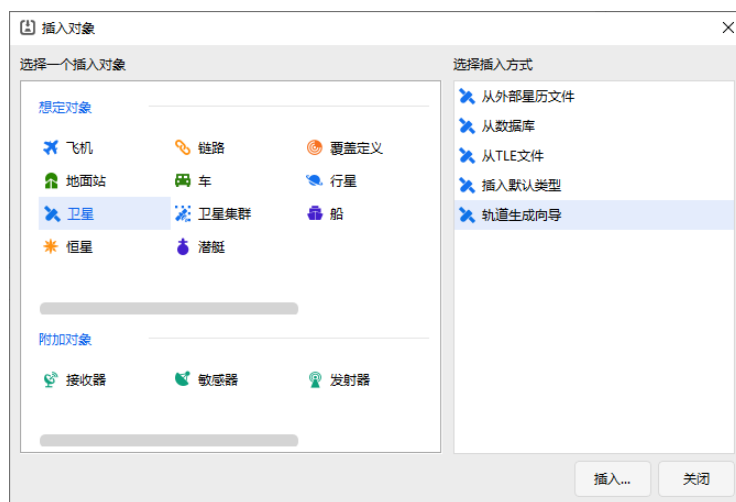 插入对象
选择一个插入对象
选择插入方式
想定对象
飞机 链路 覆盖定义
地面站 车 行星
卫星 卫星集群 船
恒星 潜艇
附加对象
接收器 敏感器 发射器
从外部星历文件
从数据库
从TLE文件
插入默认类型
轨道生成向导
插入... 关闭